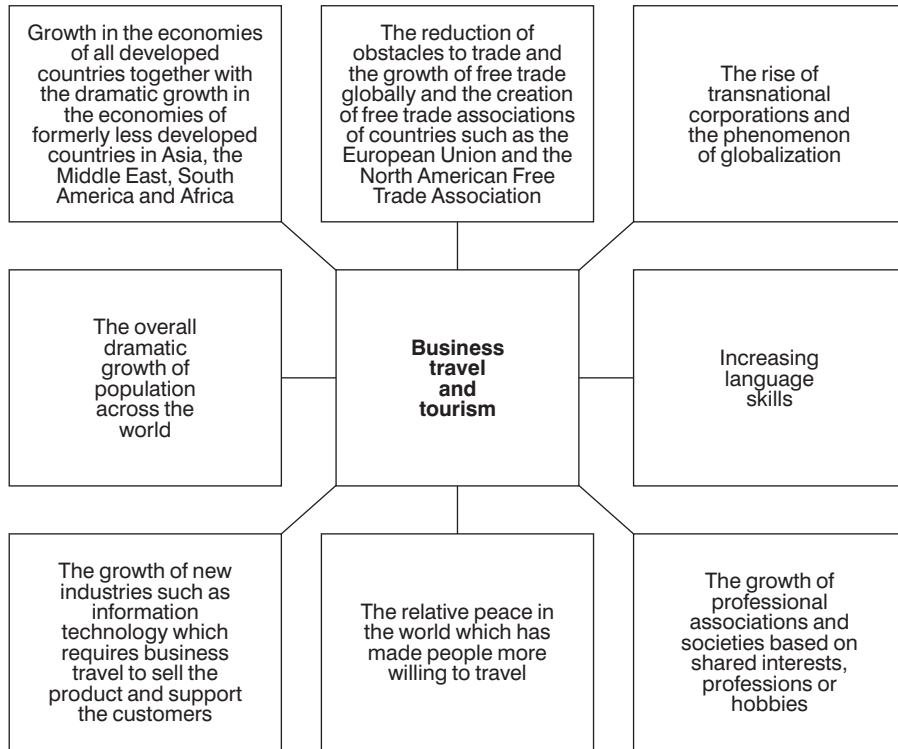 Growth in the economies
of all developed
countries together with
the dramatic growth in
the economies of
formerly less developed
countries in Asia, the
Middle East, South
America and Africa
The reduction of
obstacles to trade and
the growth of free trade
globally and the creation
of free trade associations
of countries such as the
European Union and the
North American Free
Trade Association
The rise of
transnational
corporations and
the phenomenon
of globalization
The overall
dramatic
growth of
population
across the
world
Business
travel
and
tourism
Increasing
language
skills
The growth of new
industries such as
information
technology which
requires business
travel to sell the
product and support
the customers
The relative peace in
the world which has
made people more
willing to travel
The growth of
professional
associations and
societies based on
shared interests,
professions or
hobbies